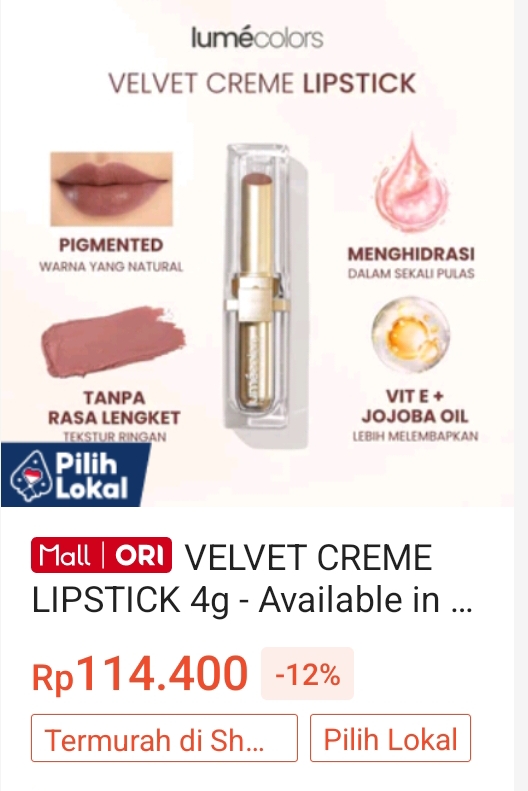 lumécolors
VELVET CREME LIPSTICK
PIGMENTED
WARNA YANG NATURAL
MENGHIDRASI
DALAM SEKALI PULAS
TANPA
RASA LENGKET
TEKSTUR RINGAN
VIT E +
JOJOBA OIL
LEBIH MELEMBAPKAN
lumécolors
Pilih
Lokal
Mall | ORI VELVET CREME
LIPSTICK 4g - Available in ...
Rp114.400 -12%
Termurah di Sh... Pilih Lokal